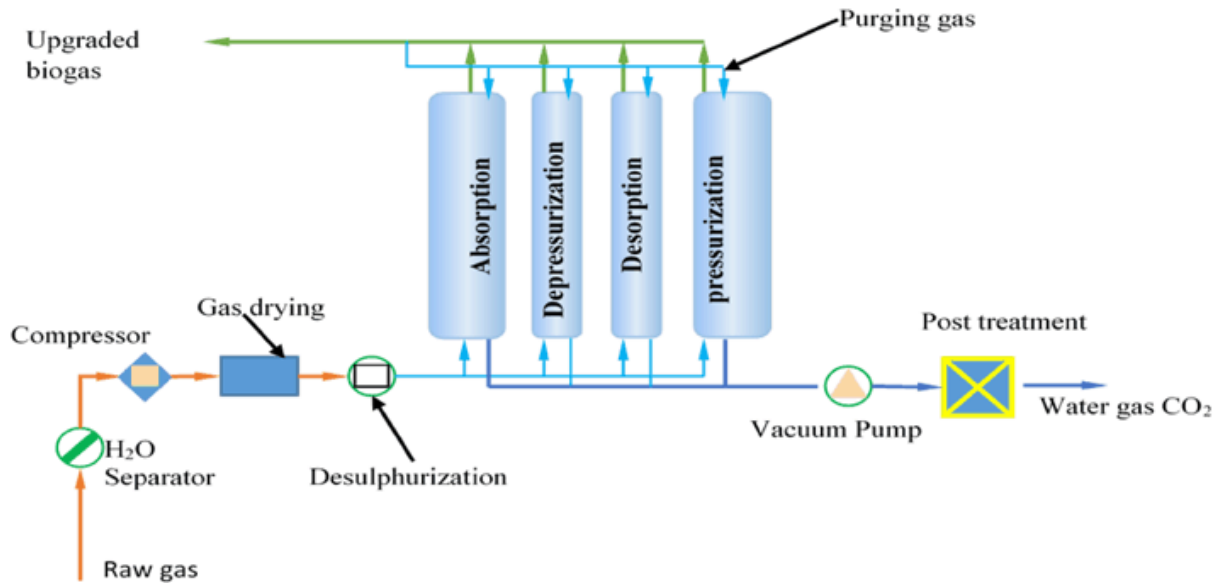 Purging gas
Upgraded
biogas
Absorption
Depressurization
Desorption
pressurization
Gas drying
Compressor
Post treatment
H₂O
Separator
Desulphurization
Vacuum Pump
Water gas CO₂
Raw gas